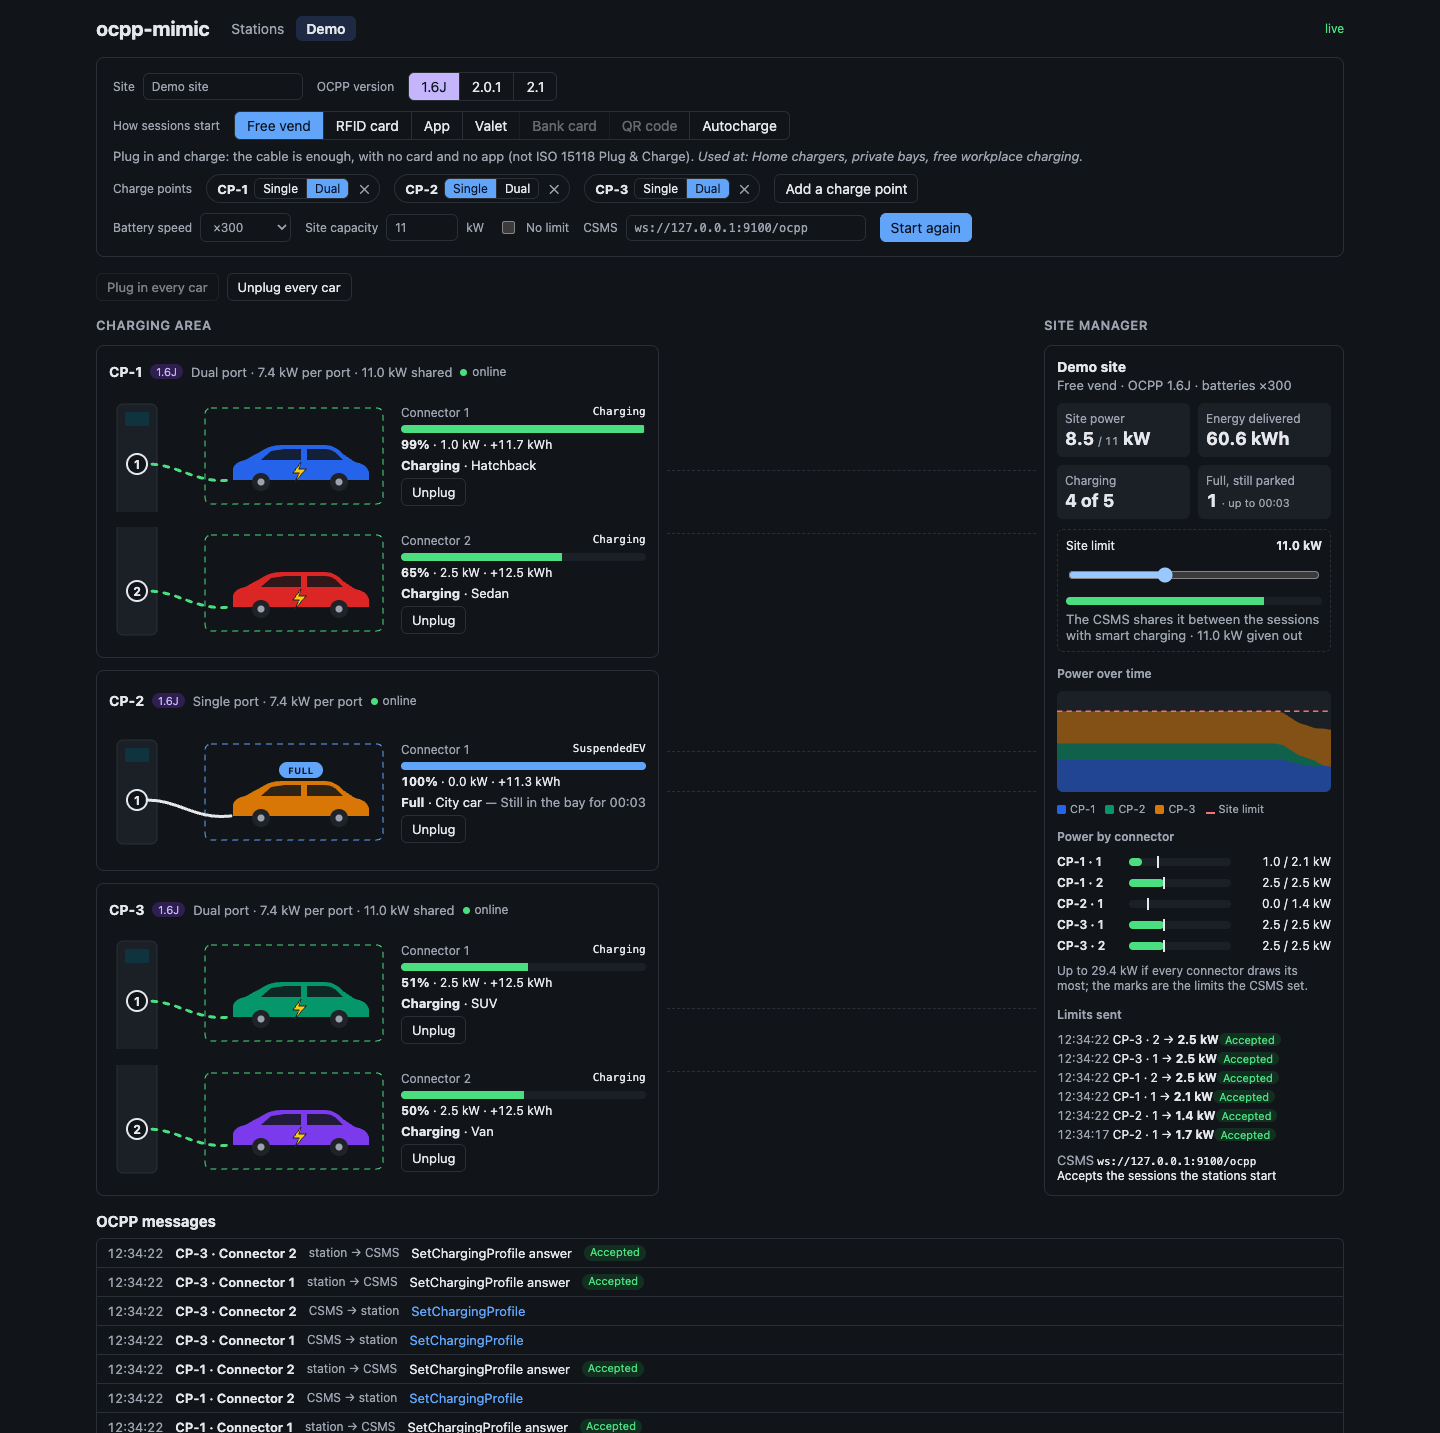 ocpp-mimic Stations Demo live
Site Demo site OCPP version 1.6J 2.0.1 2.1
How sessions start Free vend RFID card App Valet Bank card QR code Autocharge
Plug in and charge: the cable is enough, with no card and no app (not ISO 15118 Plug & Charge). Used at: Home chargers, private bays, free workplace charging.
Charge points CP-1 Single Dual × CP-2 Single Dual × CP-3 Single Dual × Add a charge point
Battery speed ×300 Site capacity 11 kW No limit CSMS ws://127.0.0.1:9100/ocpp Start again
Plug in every car Unplug every car
CHARGING AREA
CP-1 1.6J Dual port · 7.4 kW per port · 11.0 kW shared online
Connector 1 Charging
99% · 1.0 kW · +11.7 kWh
1
Charging · Hatchback
Unplug
Connector 2 Charging
65% · 2.5 kW · +12.5 kWh
2
Charging · Sedan
Unplug
CP-2 1.6J Single port · 7.4 kW per port online
Connector 1 SuspendedEV
FULL
100% · 0.0 kW · +11.3 kWh
1
Full · City car — Still in the bay for 00:03
Unplug
CP-3 1.6J Dual port · 7.4 kW per port · 11.0 kW shared online
Connector 1 Charging
51% · 2.5 kW · +12.5 kWh
1
Charging · SUV
Unplug
Connector 2 Charging
50% · 2.5 kW · +12.5 kWh
2
Charging · Van
Unplug
SITE MANAGER
Demo site
Free vend · OCPP 1.6J · batteries ×300
Site power
8.5 / 11 kW
Energy delivered
60.6 kWh
Charging
4 of 5
Full, still parked
1 · up to 00:03
Site limit 11.0 kW
The CSMS shares it between the sessions
with smart charging · 11.0 kW given out
Power over time
CP-1 CP-2 CP-3 Site limit
Power by connector
CP-1 · 1 1.0 / 2.1 kW
CP-1 · 2 2.5 / 2.5 kW
CP-2 · 1 0.0 / 1.4 kW
CP-3 · 1 2.5 / 2.5 kW
CP-3 · 2 2.5 / 2.5 kW
Up to 29.4 kW if every connector draws its
most; the marks are the limits the CSMS set.
Limits sent
12:34:22 CP-3 · 2 → 2.5 kW Accepted
12:34:22 CP-3 · 1 → 2.5 kW Accepted
12:34:22 CP-1 · 2 → 2.5 kW Accepted
12:34:22 CP-1 · 1 → 2.1 kW Accepted
12:34:22 CP-2 · 1 → 1.4 kW Accepted
12:34:17 CP-2 · 1 → 1.7 kW Accepted
CSMS ws://127.0.0.1:9100/ocpp
Accepts the sessions the stations start
OCPP messages
12:34:22 CP-3 · Connector 2 station → CSMS SetChargingProfile answer Accepted
12:34:22 CP-3 · Connector 1 station → CSMS SetChargingProfile answer Accepted
12:34:22 CP-3 · Connector 2 CSMS → station SetChargingProfile
12:34:22 CP-3 · Connector 1 CSMS → station SetChargingProfile
12:34:22 CP-1 · Connector 2 station → CSMS SetChargingProfile answer Accepted
12:34:22 CP-1 · Connector 2 CSMS → station SetChargingProfile
12:34:22 CP-1 · Connector 1 station → CSMS SetChargingProfile answer Accepted